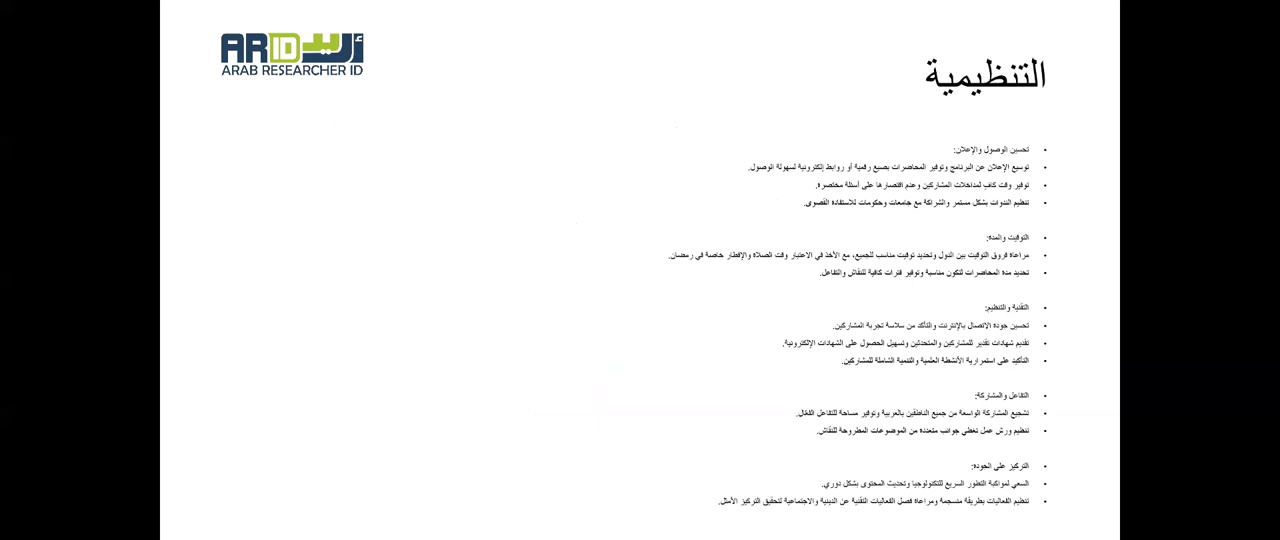 ARID أريد
ARAB RESEARCHER ID
التنظيمية
• تحسين الوصول والإعلان:
• توسيع الإعلان عن البرنامج وتوفير المحاضرات بصيغ رقمية أو روابط إلكترونية لسهولة الوصول.
• توفير وقت كافٍ لمداخلات المشاركين وعدم اقتصارها على أسئلة مختصرة.
• تنظيم الندوات بشكل مستمر والشراكة مع جامعات وحكومات للاستفادة القصوى.
• التوقيت والمدة:
• مراعاة فروق التوقيت بين الدول وتحديد توقيت مناسب للجميع، مع الأخذ في الاعتبار وقت الصلاة والإفطار خاصة في رمضان.
• تحديد مدة المحاضرات لتكون مناسبة وتوفير فترات كافية للنقاش والتفاعل.
• التقنية والتنظيم:
• تحسين جودة الاتصال بالإنترنت والتأكد من سلاسة تجربة المشاركين.
• تقديم شهادات تقدير للمشاركين والمتحدثين وتسهيل الحصول على الشهادات الإلكترونية.
• التأكيد على استمرارية الأنشطة العلمية والتنمية الشاملة للمشاركين.
• التفاعل والمشاركة:
• تشجيع المشاركة الواسعة من جميع الناطقين بالعربية وتوفير مساحة للتفاعل الفعّال.
• تنظيم ورش عمل تغطي جوانب متعددة من الموضوعات المطروحة للنقاش.
• التركيز على الجودة:
• السعي لمواكبة التطور السريع للتكنولوجيا وتحديث المحتوى بشكل دوري.
• تنظيم الفعاليات بطريقة منسجمة ومراعاة فصل الفعاليات التقنية عن الدينية والاجتماعية لتحقيق التركيز الأمثل.